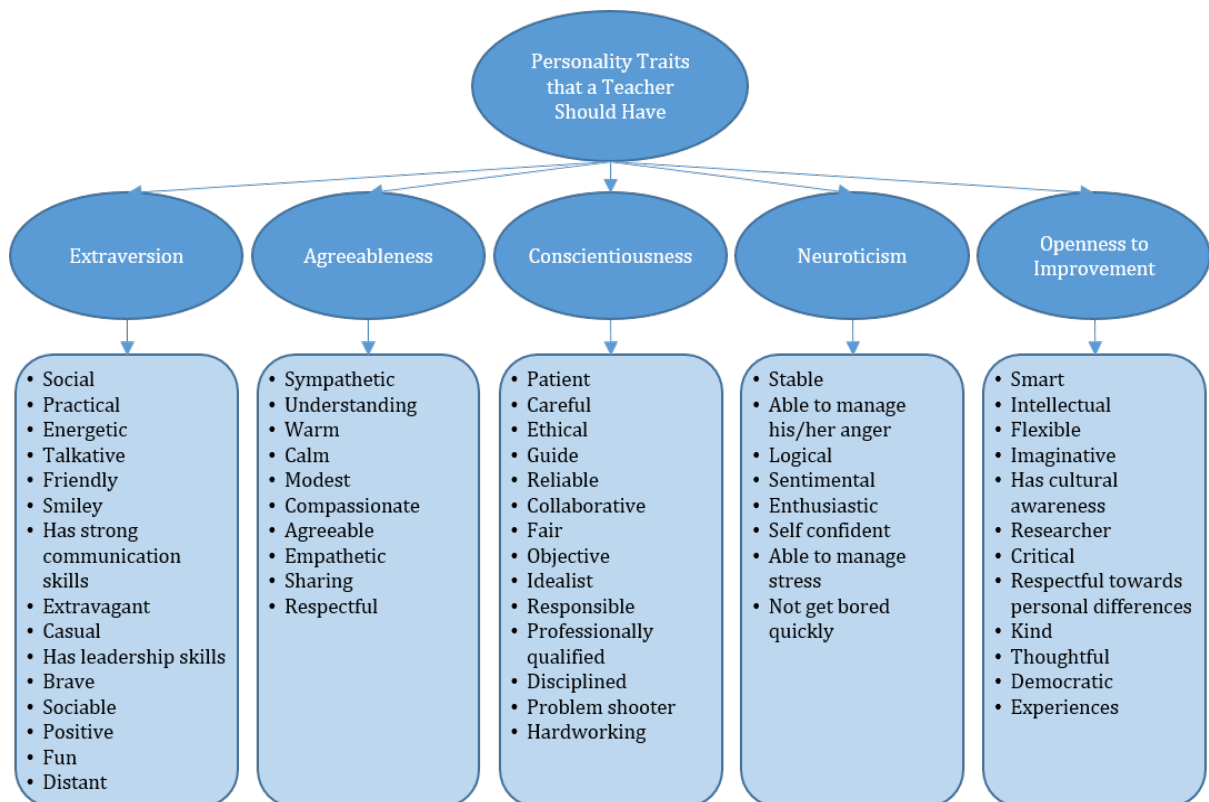 Personality Traits
that a Teacher
Should Have
Extraversion
Agreeableness
Conscientiousness
Neuroticism
Openness to
Improvement
• Social
• Practical
• Energetic
• Talkative
• Friendly
• Smiley
• Has strong
communication
skills
• Extravagant
• Casual
• Has leadership skills
• Brave
• Sociable
• Positive
• Fun
• Distant
• Sympathetic
• Understanding
• Warm
• Calm
• Modest
• Compassionate
• Agreeable
• Empathetic
• Sharing
• Respectful
• Patient
• Careful
• Ethical
• Guide
• Reliable
• Collaborative
• Fair
• Objective
• Idealist
• Responsible
• Professionally
qualified
• Disciplined
• Problem shooter
• Hardworking
• Stable
• Able to manage
his/her anger
• Logical
• Sentimental
• Enthusiastic
• Self confident
• Able to manage
stress
• Not get bored
quickly
• Smart
• Intellectual
• Flexible
• Imaginative
• Has cultural
awareness
• Researcher
• Critical
• Respectful towards
personal differences
• Kind
• Thoughtful
• Democratic
• Experiences